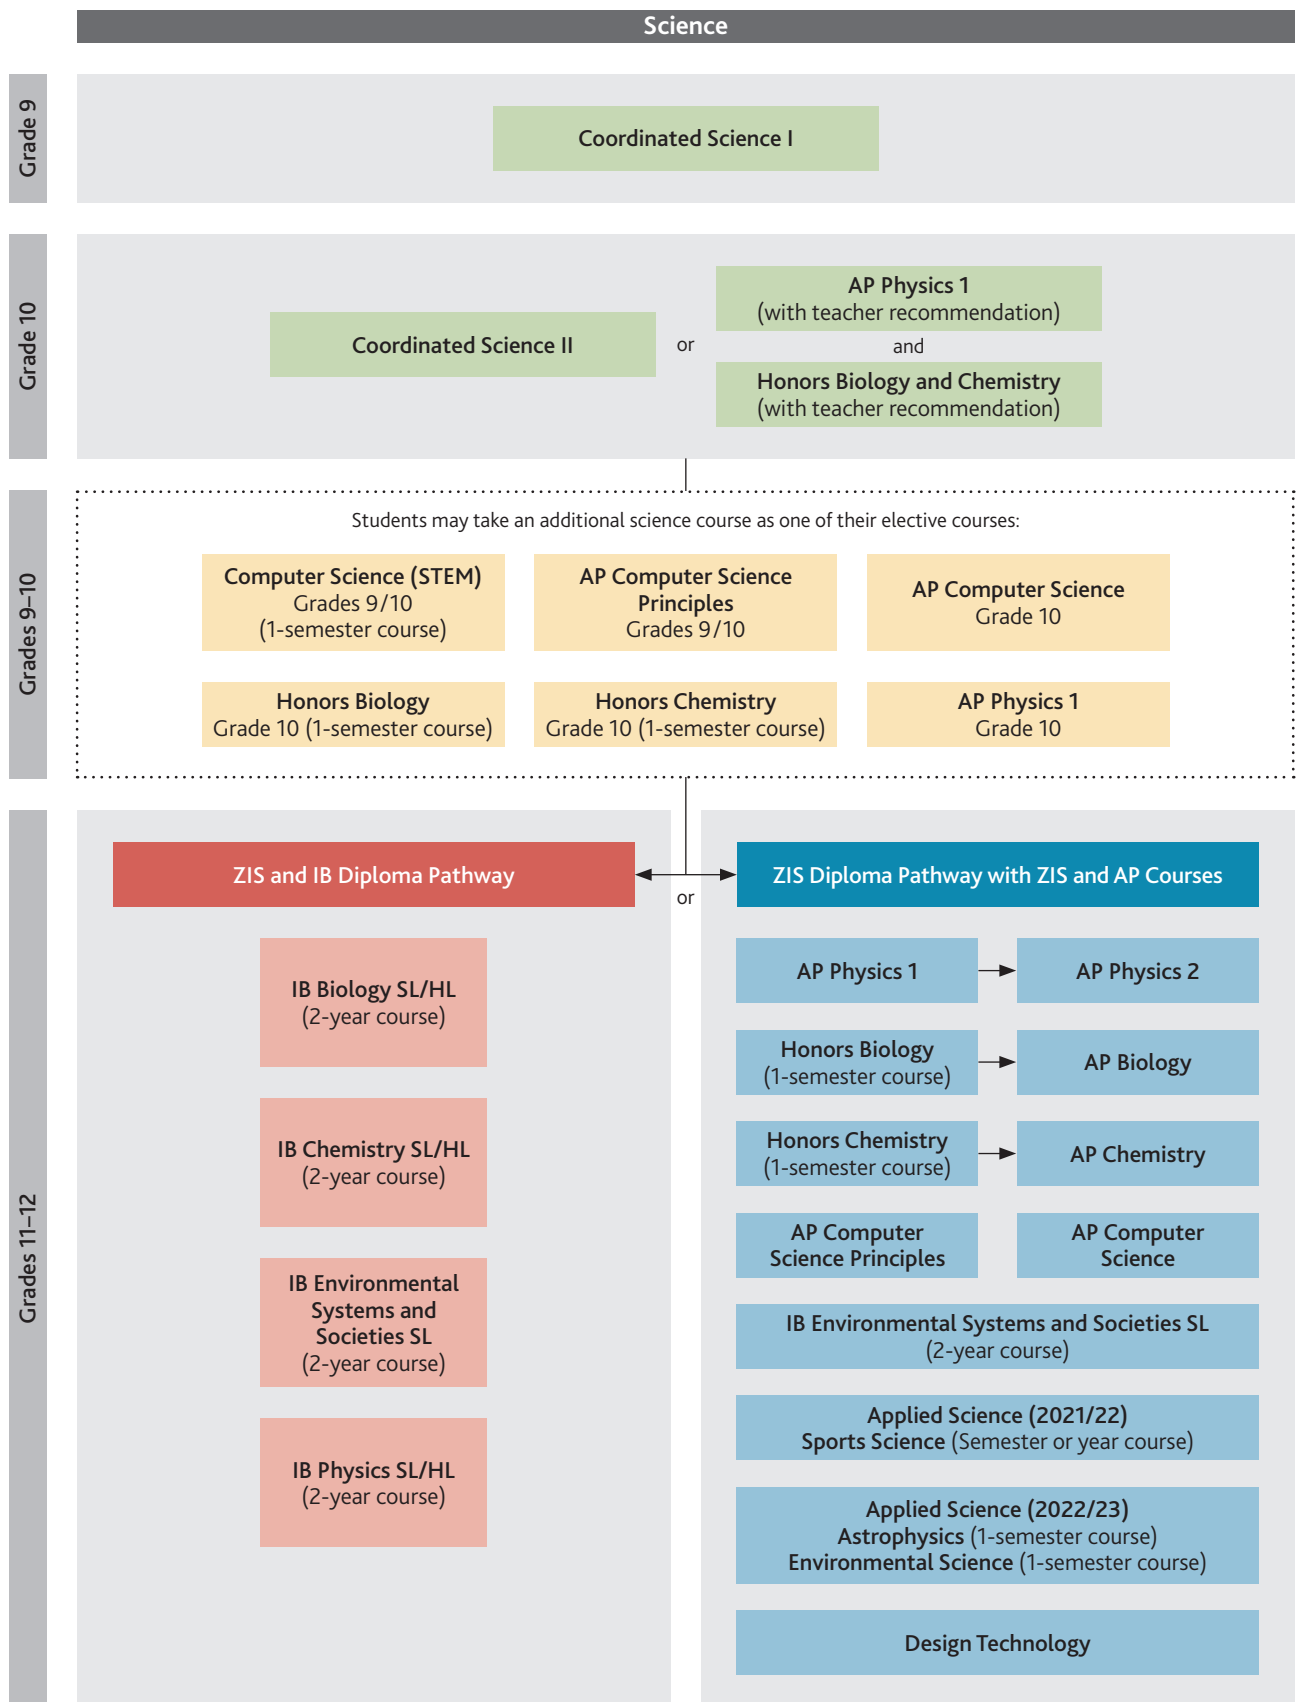 Science
Grade 9
Coordinated Science I
Grade 10
Coordinated Science II
or
AP Physics 1
(with teacher recommendation)
and
Honors Biology and Chemistry
(with teacher recommendation)
Grades 9–10
Students may take an additional science course as one of their elective courses:
Computer Science (STEM)
Grades 9/10
(1-semester course)
AP Computer Science
Principles
Grades 9/10
AP Computer Science
Grade 10
Honors Biology
Grade 10 (1-semester course)
Honors Chemistry
Grade 10 (1-semester course)
AP Physics 1
Grade 10
Grades 11–12
ZIS and IB Diploma Pathway
or
ZIS Diploma Pathway with ZIS and AP Courses
IB Biology SL/HL
(2-year course)
IB Chemistry SL/HL
(2-year course)
IB Environmental
Systems and
Societies SL
(2-year course)
IB Physics SL/HL
(2-year course)
AP Physics 1
AP Physics 2
Honors Biology
(1-semester course)
AP Biology
Honors Chemistry
(1-semester course)
AP Chemistry
AP Computer
Science Principles
AP Computer
Science
IB Environmental Systems and Societies SL
(2-year course)
Applied Science (2021/22)
Sports Science (Semester or year course)
Applied Science (2022/23)
Astrophysics (1-semester course)
Environmental Science (1-semester course)
Design Technology